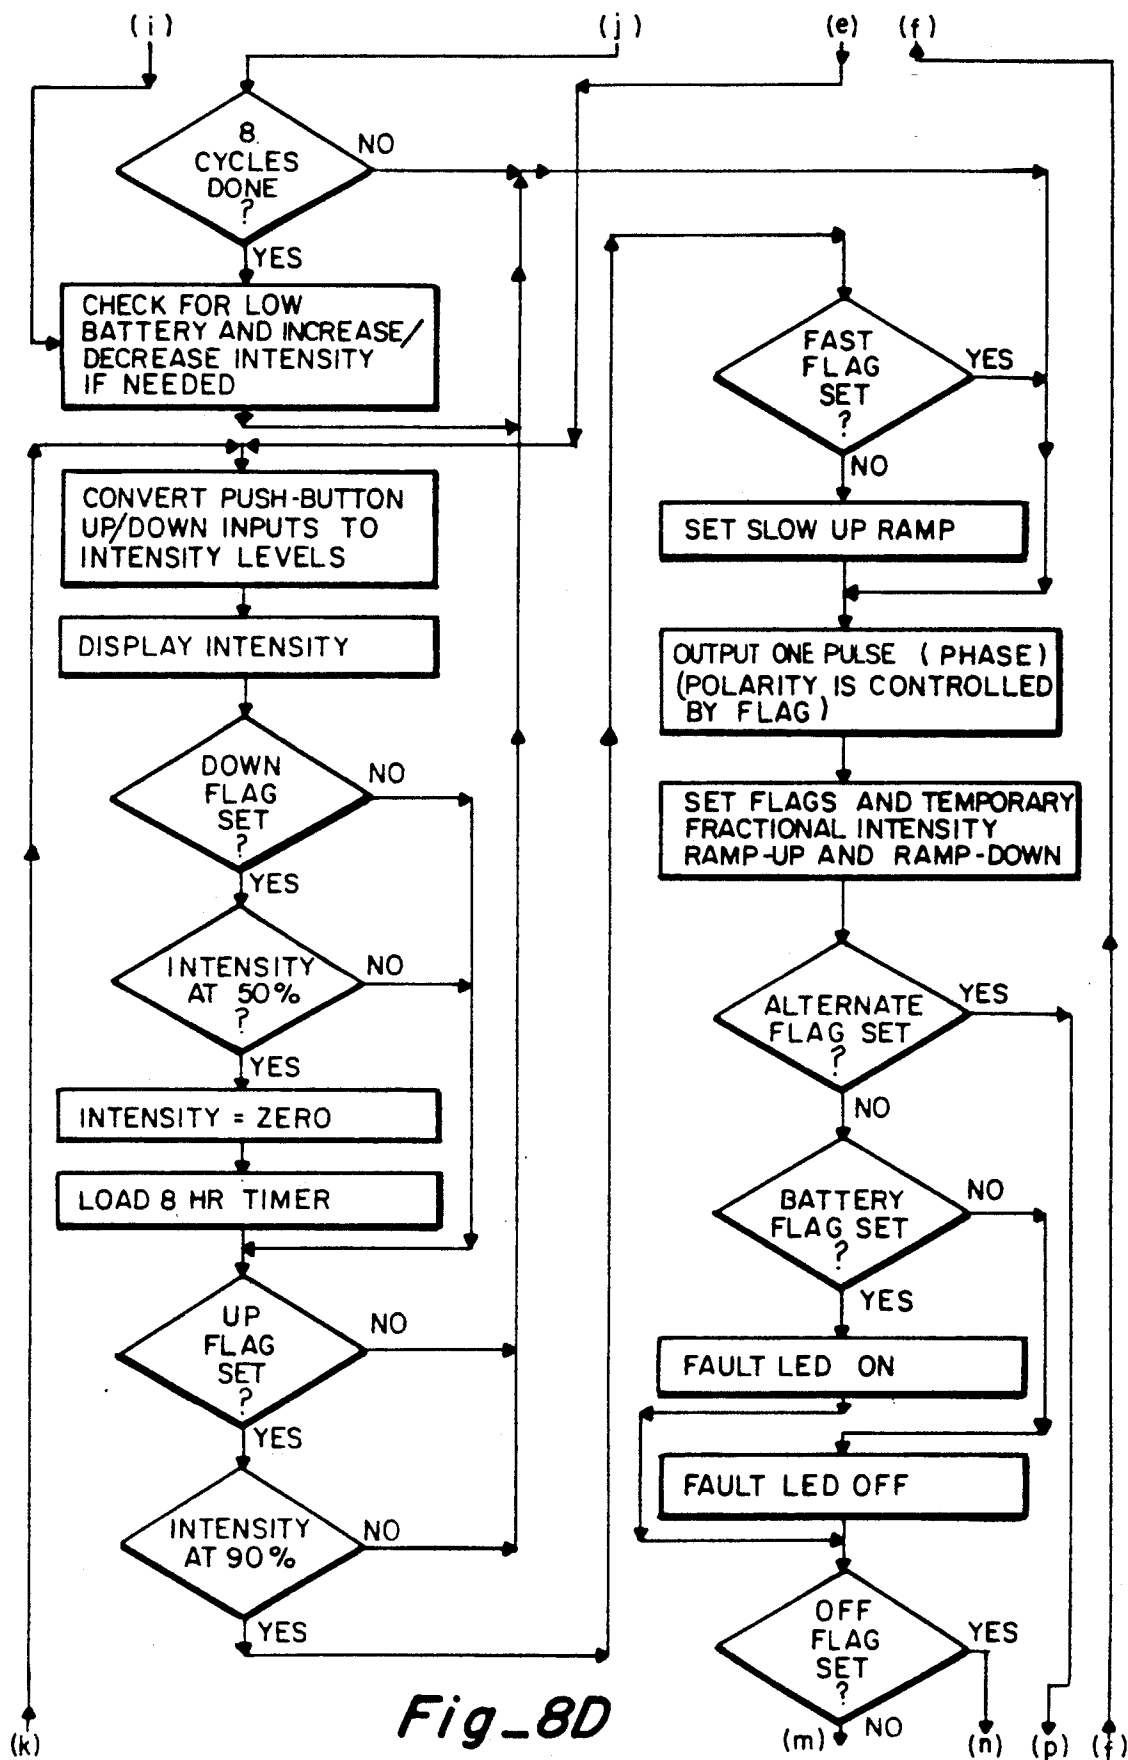 (i)
(j)
(e)
(f)
8
CYCLES
DONE
?
NO
YES
CHECK FOR LOW
BATTERY AND INCREASE/
DECREASE INTENSITY
IF NEEDED
CONVERT PUSH-BUTTON
UP/DOWN INPUTS TO
INTENSITY LEVELS
DISPLAY INTENSITY
DOWN
FLAG
SET
?
NO
YES
INTENSITY
AT 50%
?
NO
YES
INTENSITY = ZERO
LOAD 8 HR TIMER
UP
FLAG
SET
?
NO
YES
INTENSITY
AT 90%
NO
YES
FAST
FLAG
SET
?
YES
NO
SET SLOW UP RAMP
OUTPUT ONE PULSE (PHASE)
(POLARITY IS CONTROLLED
BY FLAG)
SET FLAGS AND TEMPORARY
FRACTIONAL INTENSITY
RAMP-UP AND RAMP-DOWN
ALTERNATE
FLAG SET
?
YES
NO
BATTERY
FLAG SET
?
NO
YES
FAULT LED ON
FAULT LED OFF
OFF
FLAG
SET
?
YES
NO
(k)
Fig_8D
(m)
(n)
(p)
(f)